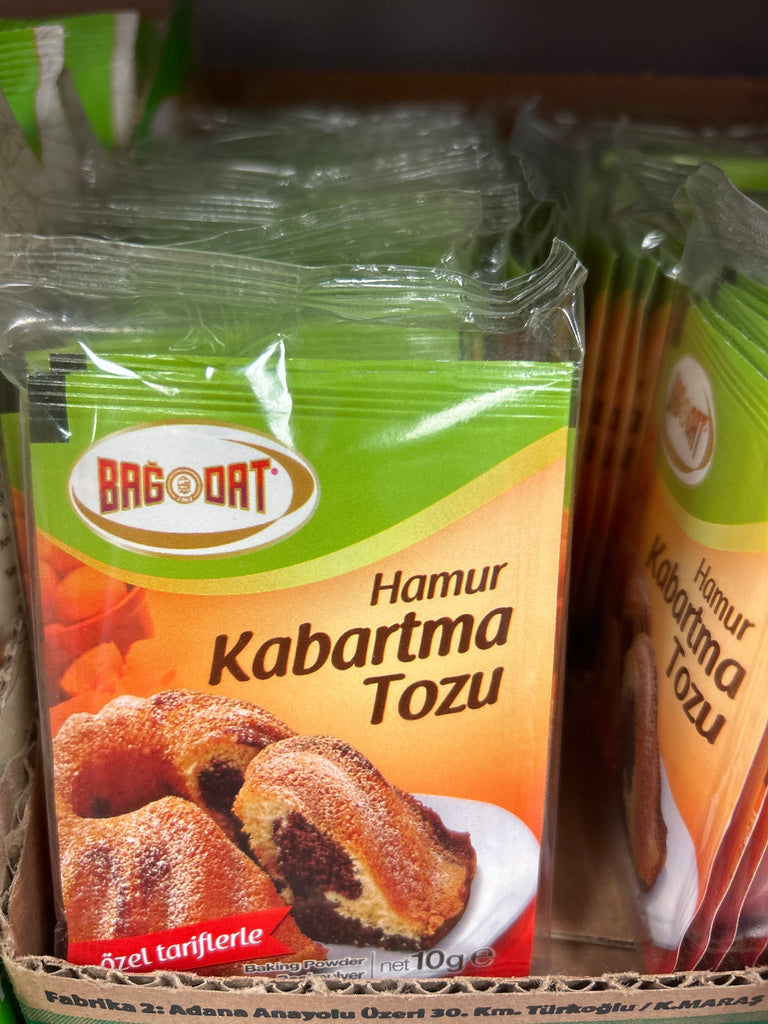 BAĞDAT
Hamur
Kabartma
Tozu
özel tariflerle
Baking Powder
net 10g e
BAĞDAT
Hamur
Kabartma
Tozu
Fabrika 2: Adana Anayolu Üzeri 30. Km. Türkoğlu / K.MARAŞ